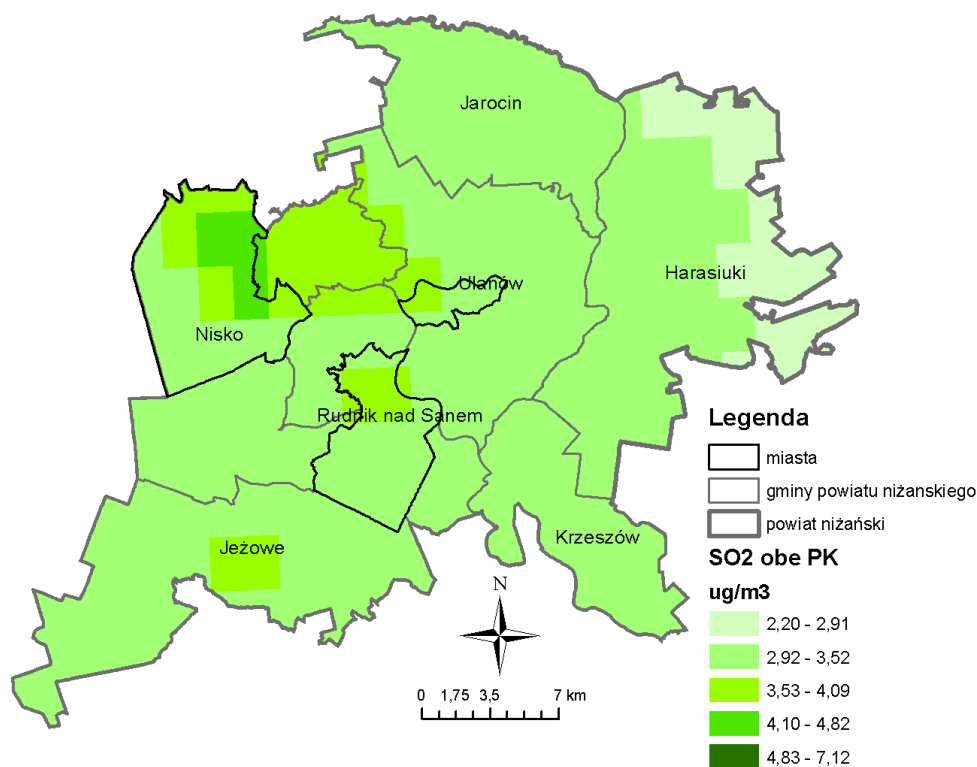 Jarocin
Harasiuki
Ulanów
Nisko
Rudnik nad Sanem
Jeżowe
Krzeszów
N
0 1,75 3,5 7 km
Legenda
miasta
gminy powiatu niżanskiego
powiat niżański
SO2 obe PK
ug/m3
2,20 - 2,91
2,92 - 3,52
3,53 - 4,09
4,10 - 4,82
4,83 - 7,12